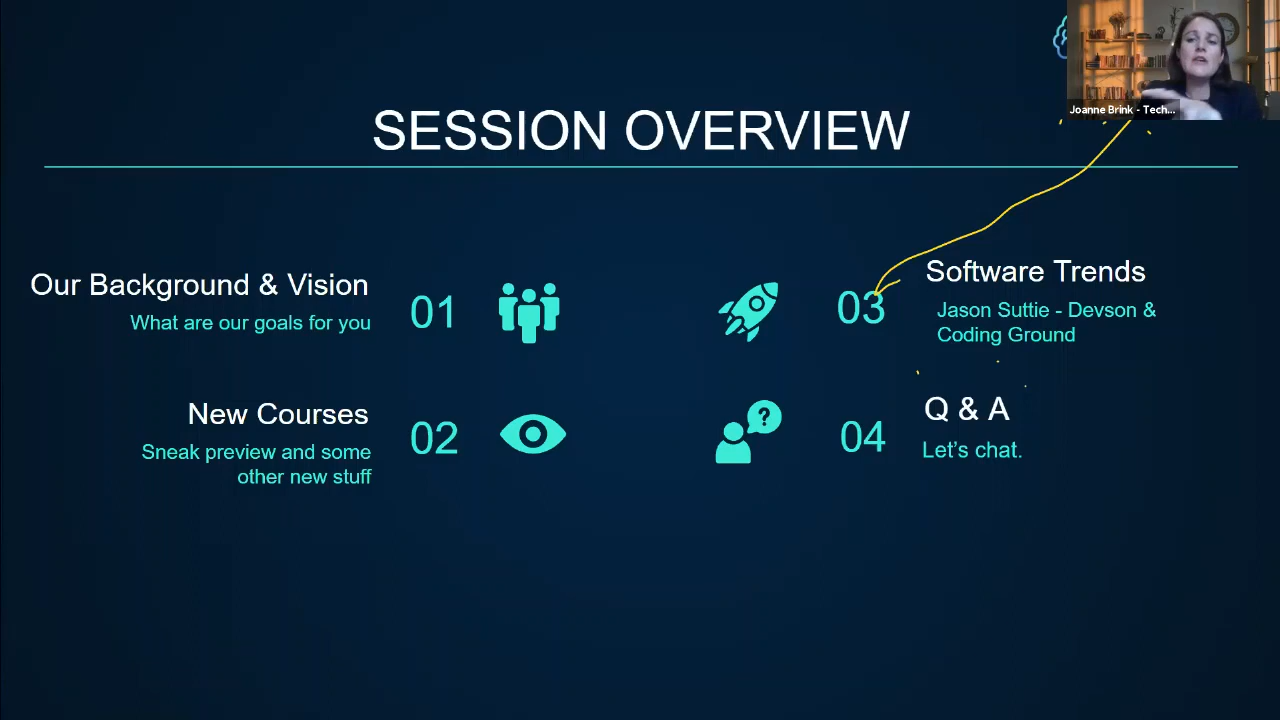 Joanne Brink - Tech...
SESSION OVERVIEW
Our Background & Vision
What are our goals for you
01
New Courses
Sneak preview and some
other new stuff
02
03
Software Trends
Jason Suttie - Devson &
Coding Ground
04
Q & A
Let's chat.
?